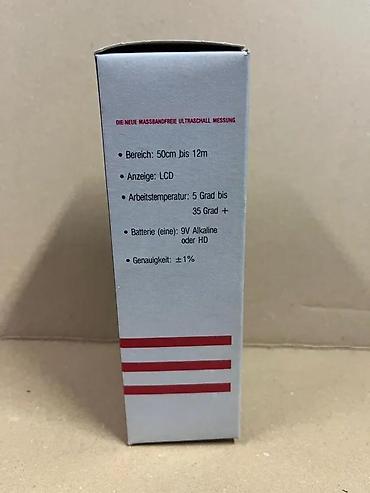 DIE NEUE MASSBANDFREIE ULTRASCHALL MESSUNG
• Bereich: 50cm bis 12m
• Anzeige: LCD
• Arbeitstemperatur: 5 Grad bis
35 Grad +
• Batterie (eine): 9V Alkaline
oder HD
• Genauigkeit: ±1%